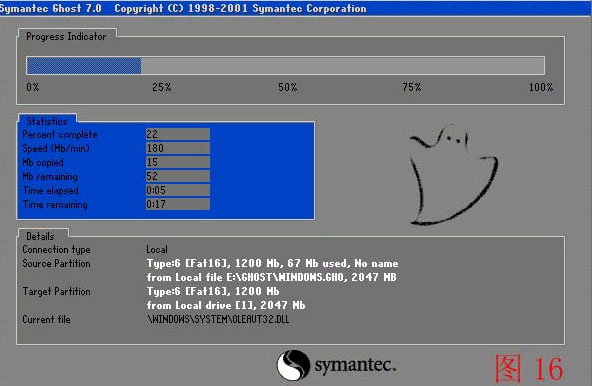 Symantec Ghost 7.0 Copyright (C) 1998-2001 Symantec Corporation
Progress Indicator
0% 25% 50% 75% 100%
Statistics
Percent complete 22
Speed (Mb/min) 180
Mb copied 15
Mb remaining 52
Time elapsed 0:05
Time remaining 0:17
Details
Connection type Local
Source Partition Type:6 [Fat16], 1200 Mb, 67 Mb used, No name
from Local file E:\GHOST\WINDOWS.GHO, 2047 MB
Target Partition Type:6 [Fat16], 1200 Mb
from Local drive [1], 2047 MB
Current file \WINDOWS\SYSTEM\OLEAUT32.DLL
symantec.
图 16